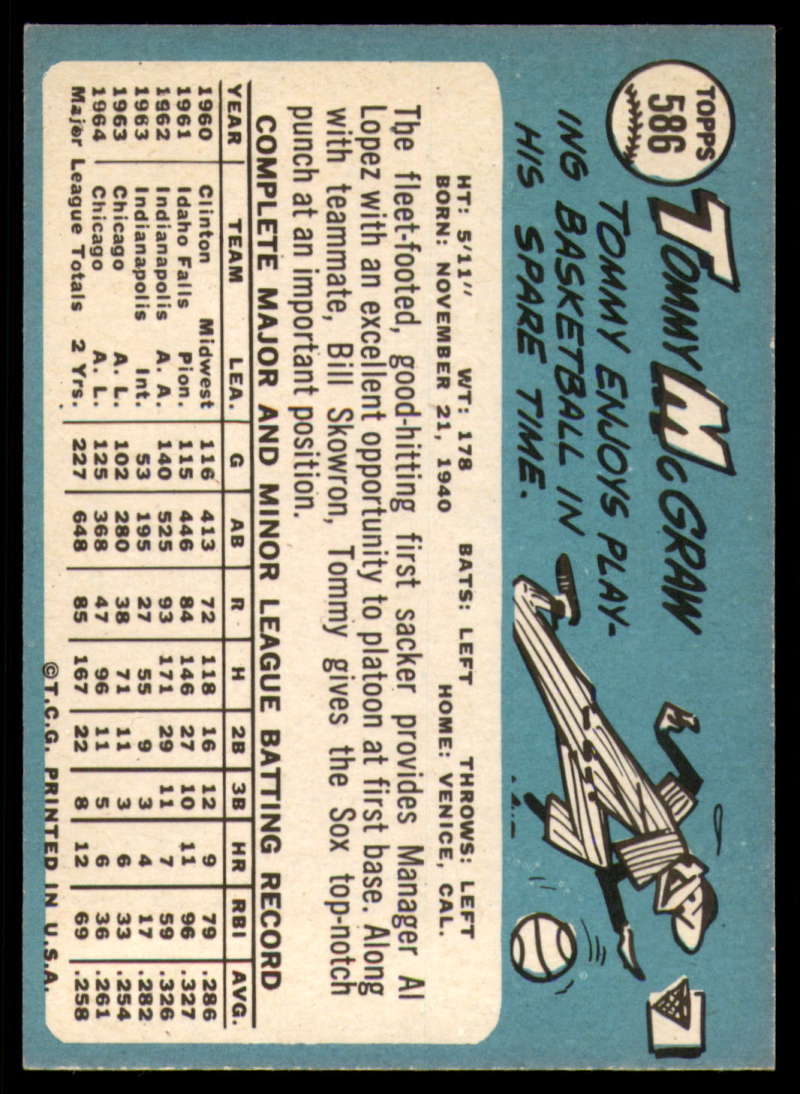 TOPPS
586
TOMMY McGRAW
TOMMY ENJOYS PLAY-
ING BASKETBALL IN
HIS SPARE TIME.
HT: 5'11" WT: 178 BATS: LEFT THROWS: LEFT
BORN: NOVEMBER 21, 1940 HOME: VENICE, CAL.
The fleet-footed, good-hitting first sacker provides Manager Al
Lopez with an excellent opportunity to platoon at first base. Along
with teammate, Bill Skowron, Tommy gives the Sox top-notch
punch at an important position.
COMPLETE MAJOR AND MINOR LEAGUE BATTING RECORD
YEAR TEAM LEA. G AB R H 2B 3B HR RBI AVG.
1960 Clinton Midwest 116 413 72 118 16 12 9 79 .286
1961 Idaho Falls Pion. 115 446 84 146 27 10 11 96 .327
1962 Indianapolis A. A. 140 525 93 171 29 11 7 59 .326
1963 Indianapolis Int. 53 195 27 55 9 3 4 17 .282
1963 Chicago A. L. 102 280 38 71 11 3 6 33 .254
1964 Chicago A. L. 125 368 47 96 11 5 6 36 .261
Major League Totals 2 Yrs. 227 648 85 167 22 8 12 69 .258
©T.C.G. PRINTED IN U.S.A.